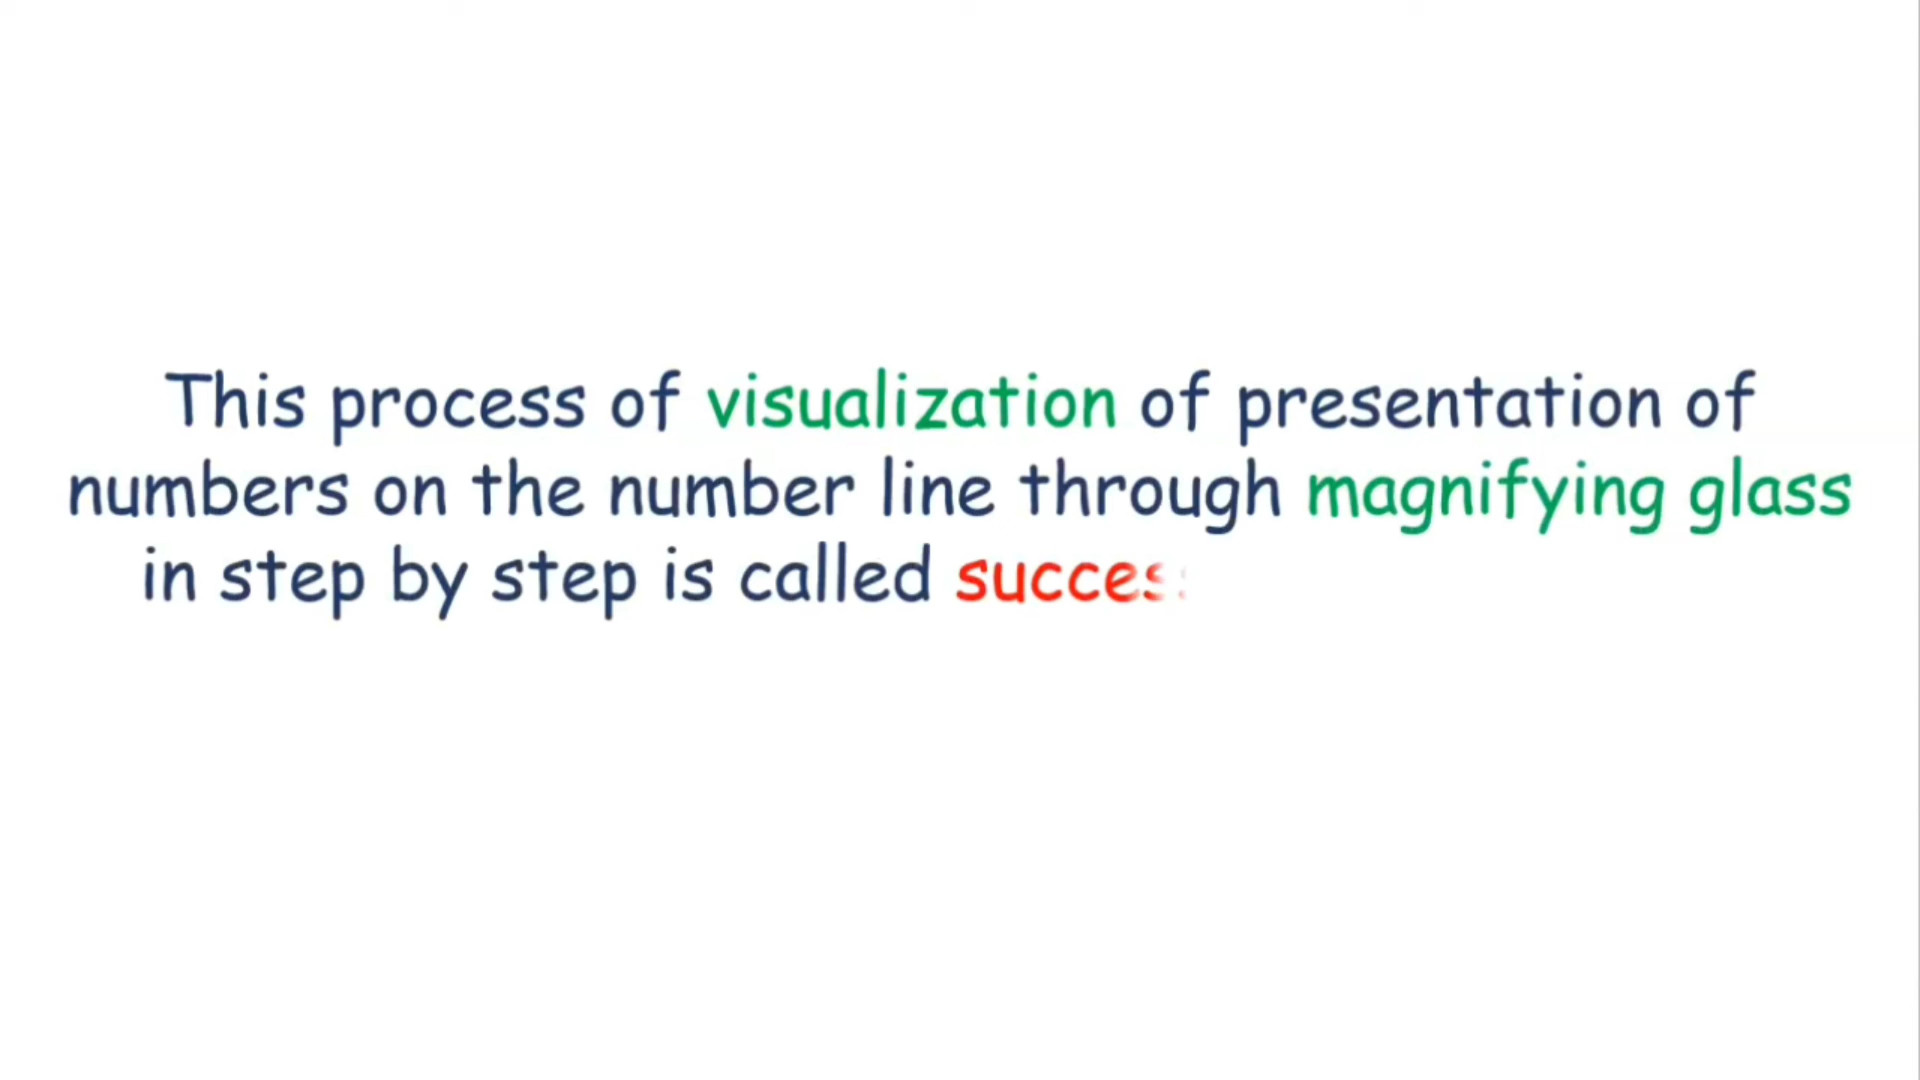 This process of visualization of presentation of
numbers on the number line through magnifying glass
in step by step is called succes